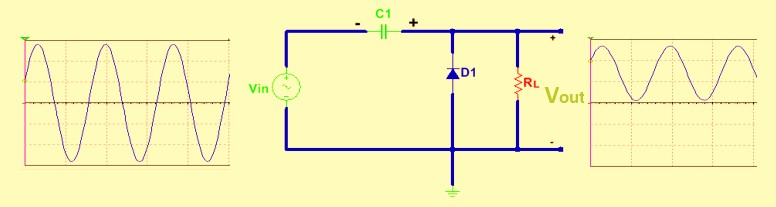 C1
- +
D1
+
Vin
RL
Vout
-